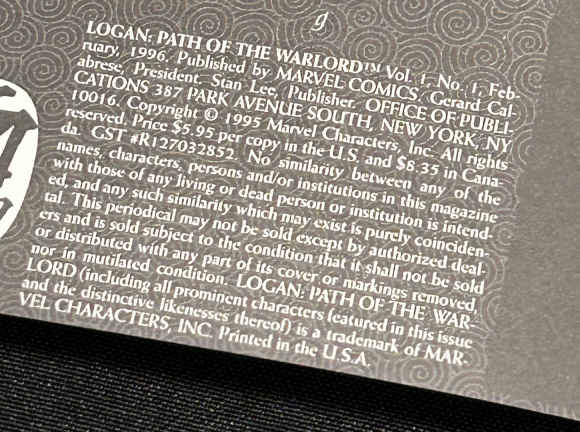 g
LOGAN: PATH OF THE WARLORD™ Vol. 1, No. 1, Feb-
ruary, 1996. Published by MARVEL COMICS, Gerard Cal-
abrese, President. Stan Lee, Publisher. OFFICE OF PUBLI-
CATIONS 387 PARK AVENUE SOUTH, NEW YORK, NY
10016. Copyright © 1995 Marvel Characters, Inc. All rights
reserved. Price $5.95 per copy in the U.S. and $8.35 in Cana-
da. GST #R127032852. No similarity between any of the
names, characters, persons and/or institutions in this magazine
with those of any living or dead person or institution is intend-
ed, and any such similarity which may exist is purely coinciden-
tal. This periodical may not be sold except by authorized deal-
ers and is sold subject to the condition that it shall not be sold
or distributed with any part of its cover or markings removed,
nor in mutilated condition. LOGAN: PATH OF THE WAR-
LORD (including all prominent characters featured in this issue
and the distinctive likenesses thereof) is a trademark of MAR-
VEL CHARACTERS, INC. Printed in the U.S.A.